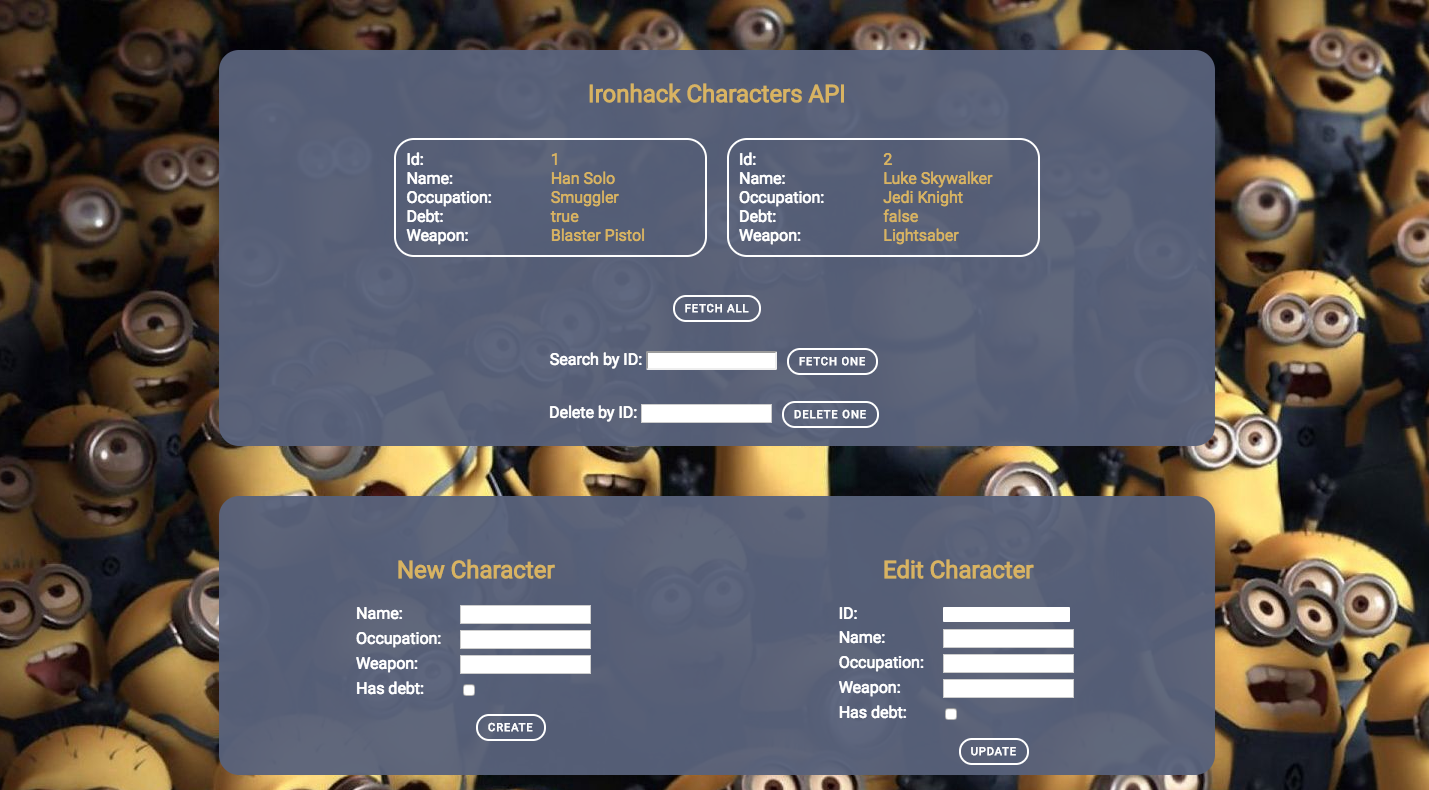 Ironhack Characters API
Id: 1
Name: Han Solo
Occupation: Smuggler
Debt: true
Weapon: Blaster Pistol
Id: 2
Name: Luke Skywalker
Occupation: Jedi Knight
Debt: false
Weapon: Lightsaber
FETCH ALL
Search by ID: FETCH ONE
Delete by ID: DELETE ONE
New Character
Name:
Occupation:
Weapon:
Has debt:
CREATE
Edit Character
ID:
Name:
Occupation:
Weapon:
Has debt:
UPDATE